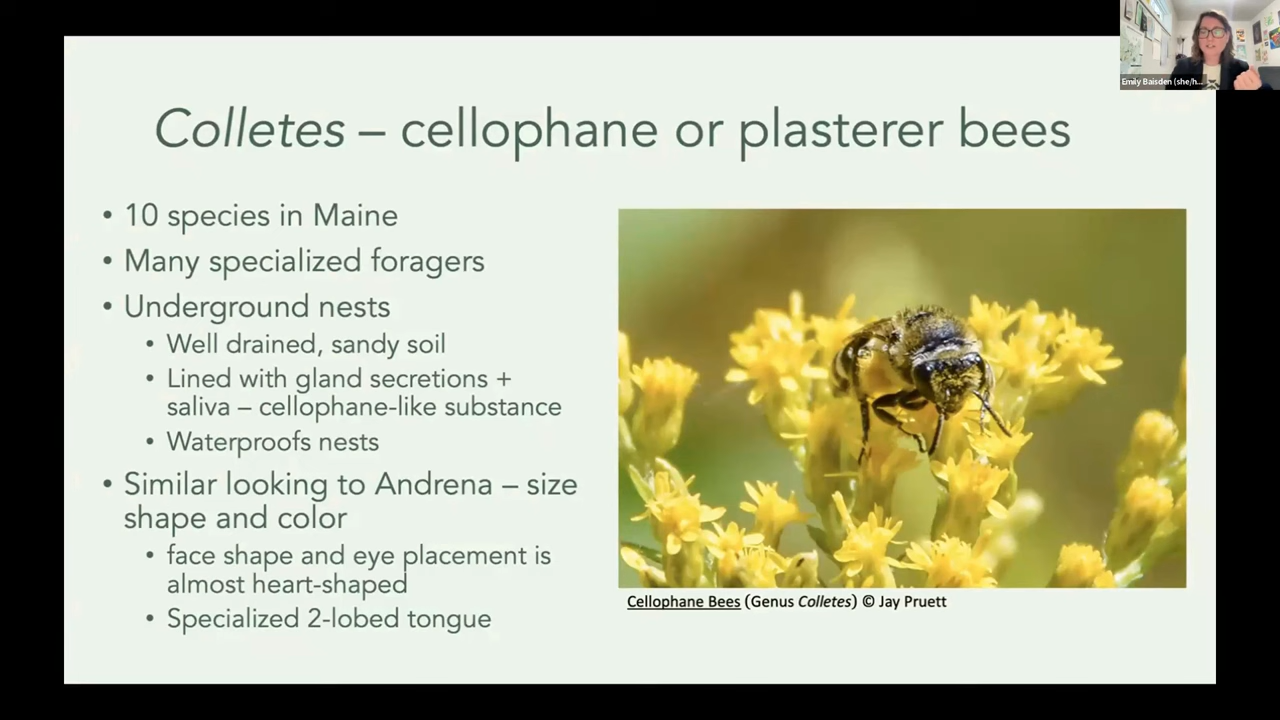 Emily Baisden (she/h...
Colletes – cellophane or plasterer bees
• 10 species in Maine
• Many specialized foragers
• Underground nests
• Well drained, sandy soil
• Lined with gland secretions +
saliva – cellophane-like substance
• Waterproofs nests
• Similar looking to Andrena – size
shape and color
• face shape and eye placement is
almost heart-shaped
• Specialized 2-lobed tongue
Cellophane Bees (Genus Colletes) © Jay Pruett